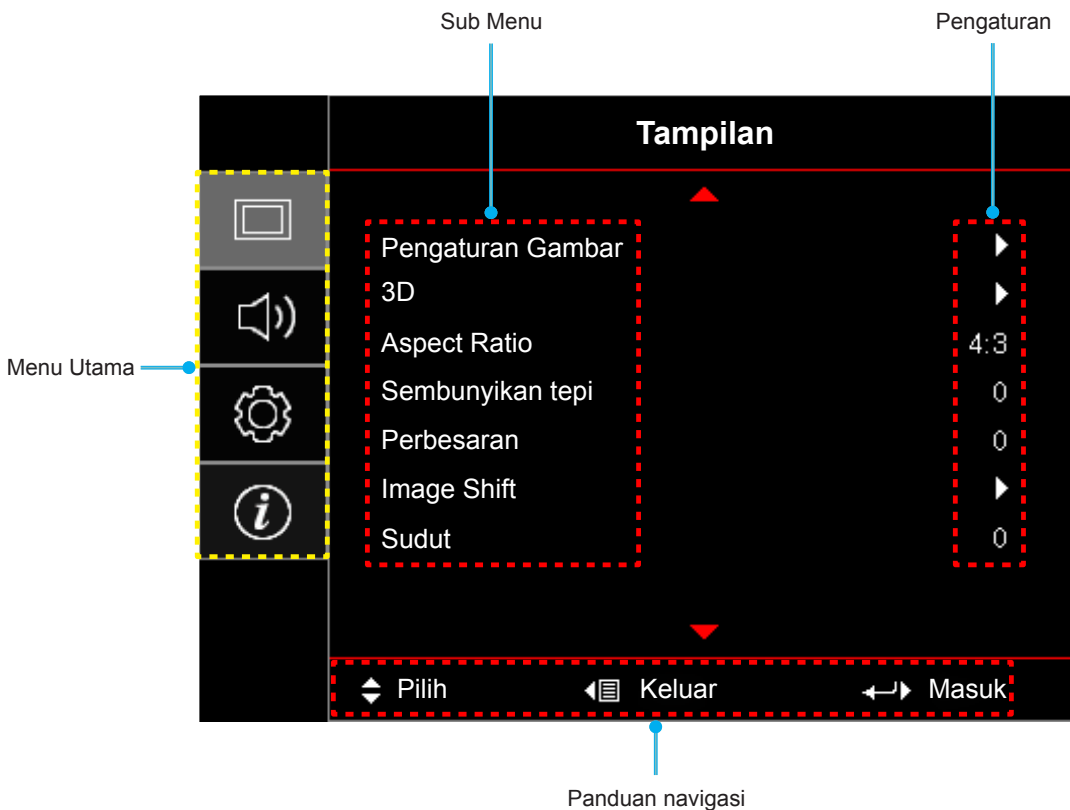 Sub Menu
Pengaturan
Tampilan
Pengaturan Gambar
3D
Aspect Ratio 4:3
Menu Utama
Sembunyikan tepi 0
Perbesaran 0
Image Shift
Sudut 0
Pilih Keluar Masuk
Panduan navigasi